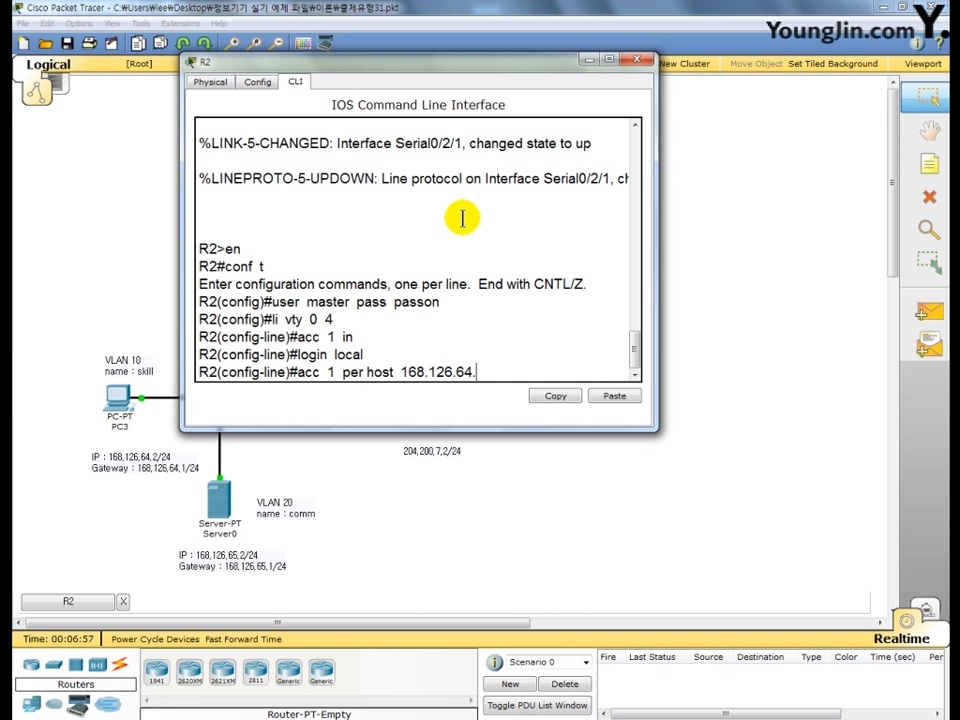 Cisco Packet Tracer - C:\Users\lee\Desktop\정보기기 실기 예제 파일\이론\출제유형31.pkt
File Edit Options View Tools Extensions Help
YoungJin.com Y.
Logical [Root] New Cluster Move Object Set Tiled Background Viewport
R2
Physical Config CLI
IOS Command Line Interface
%LINK-5-CHANGED: Interface Serial0/2/1, changed state to up
%LINEPROTO-5-UPDOWN: Line protocol on Interface Serial0/2/1, ch
R2>en
R2#conf t
Enter configuration commands, one per line. End with CNTL/Z.
R2(config)#user master pass passon
R2(config)#li vty 0 4
R2(config-line)#acc 1 in
R2(config-line)#login local
R2(config-line)#acc 1 per host 168.126.64.
Copy Paste
VLAN 10
name : skill
PC-PT
PC3
IP : 168,126,64,2/24
Gateway : 168,126,64,1/24
204,200,7,2/24
VLAN 20
name : comm
Server-PT
Server0
IP : 168,126,65,2/24
Gateway : 168,126,65,1/24
R2 X
Time: 00:06:57 Power Cycle Devices Fast Forward Time Realtime
Routers
1841 2620XM 2621XM 2811 Generic Generic
Router-PT-Empty
Scenario 0
New Delete
Toggle PDU List Window
Fire Last Status Source Destination Type Color Time (sec) Per